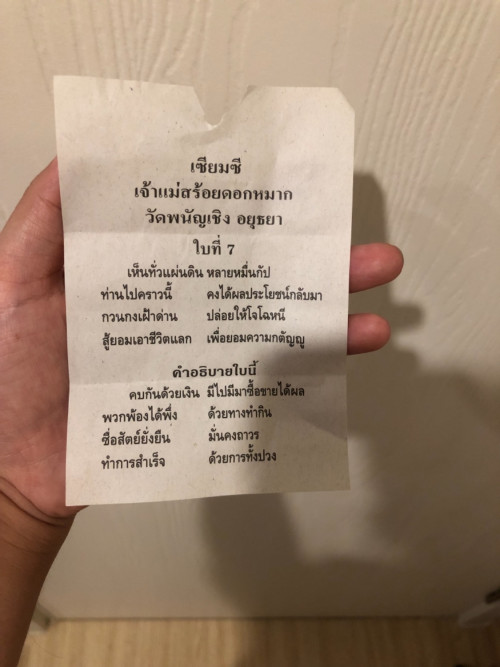 เซียมซี
เจ้าแม่สร้อยดอกหมาก
วัดพนัญเชิง อยุธยา
ใบที่ 7
เห็นทั่วแผ่นดิน หลายหมื่นกัป
ท่านไปคราวนี้ คงได้ผลประโยชน์กลับมา
กวนกงเฝ้าด่าน ปล่อยให้โจโฉหนี
สู้ยอมเอาชีวิตแลก เพื่อยอมความกตัญญู
คำอธิบายใบนี้
คบกันด้วยเงิน มีไปมีมาซื้อขายได้ผล
พวกพ้องได้พึ่ง ด้วยทางทำกิน
ซื่อสัตย์ยั่งยืน มั่นคงถาวร
ทำการสำเร็จ ด้วยการทั้งปวง